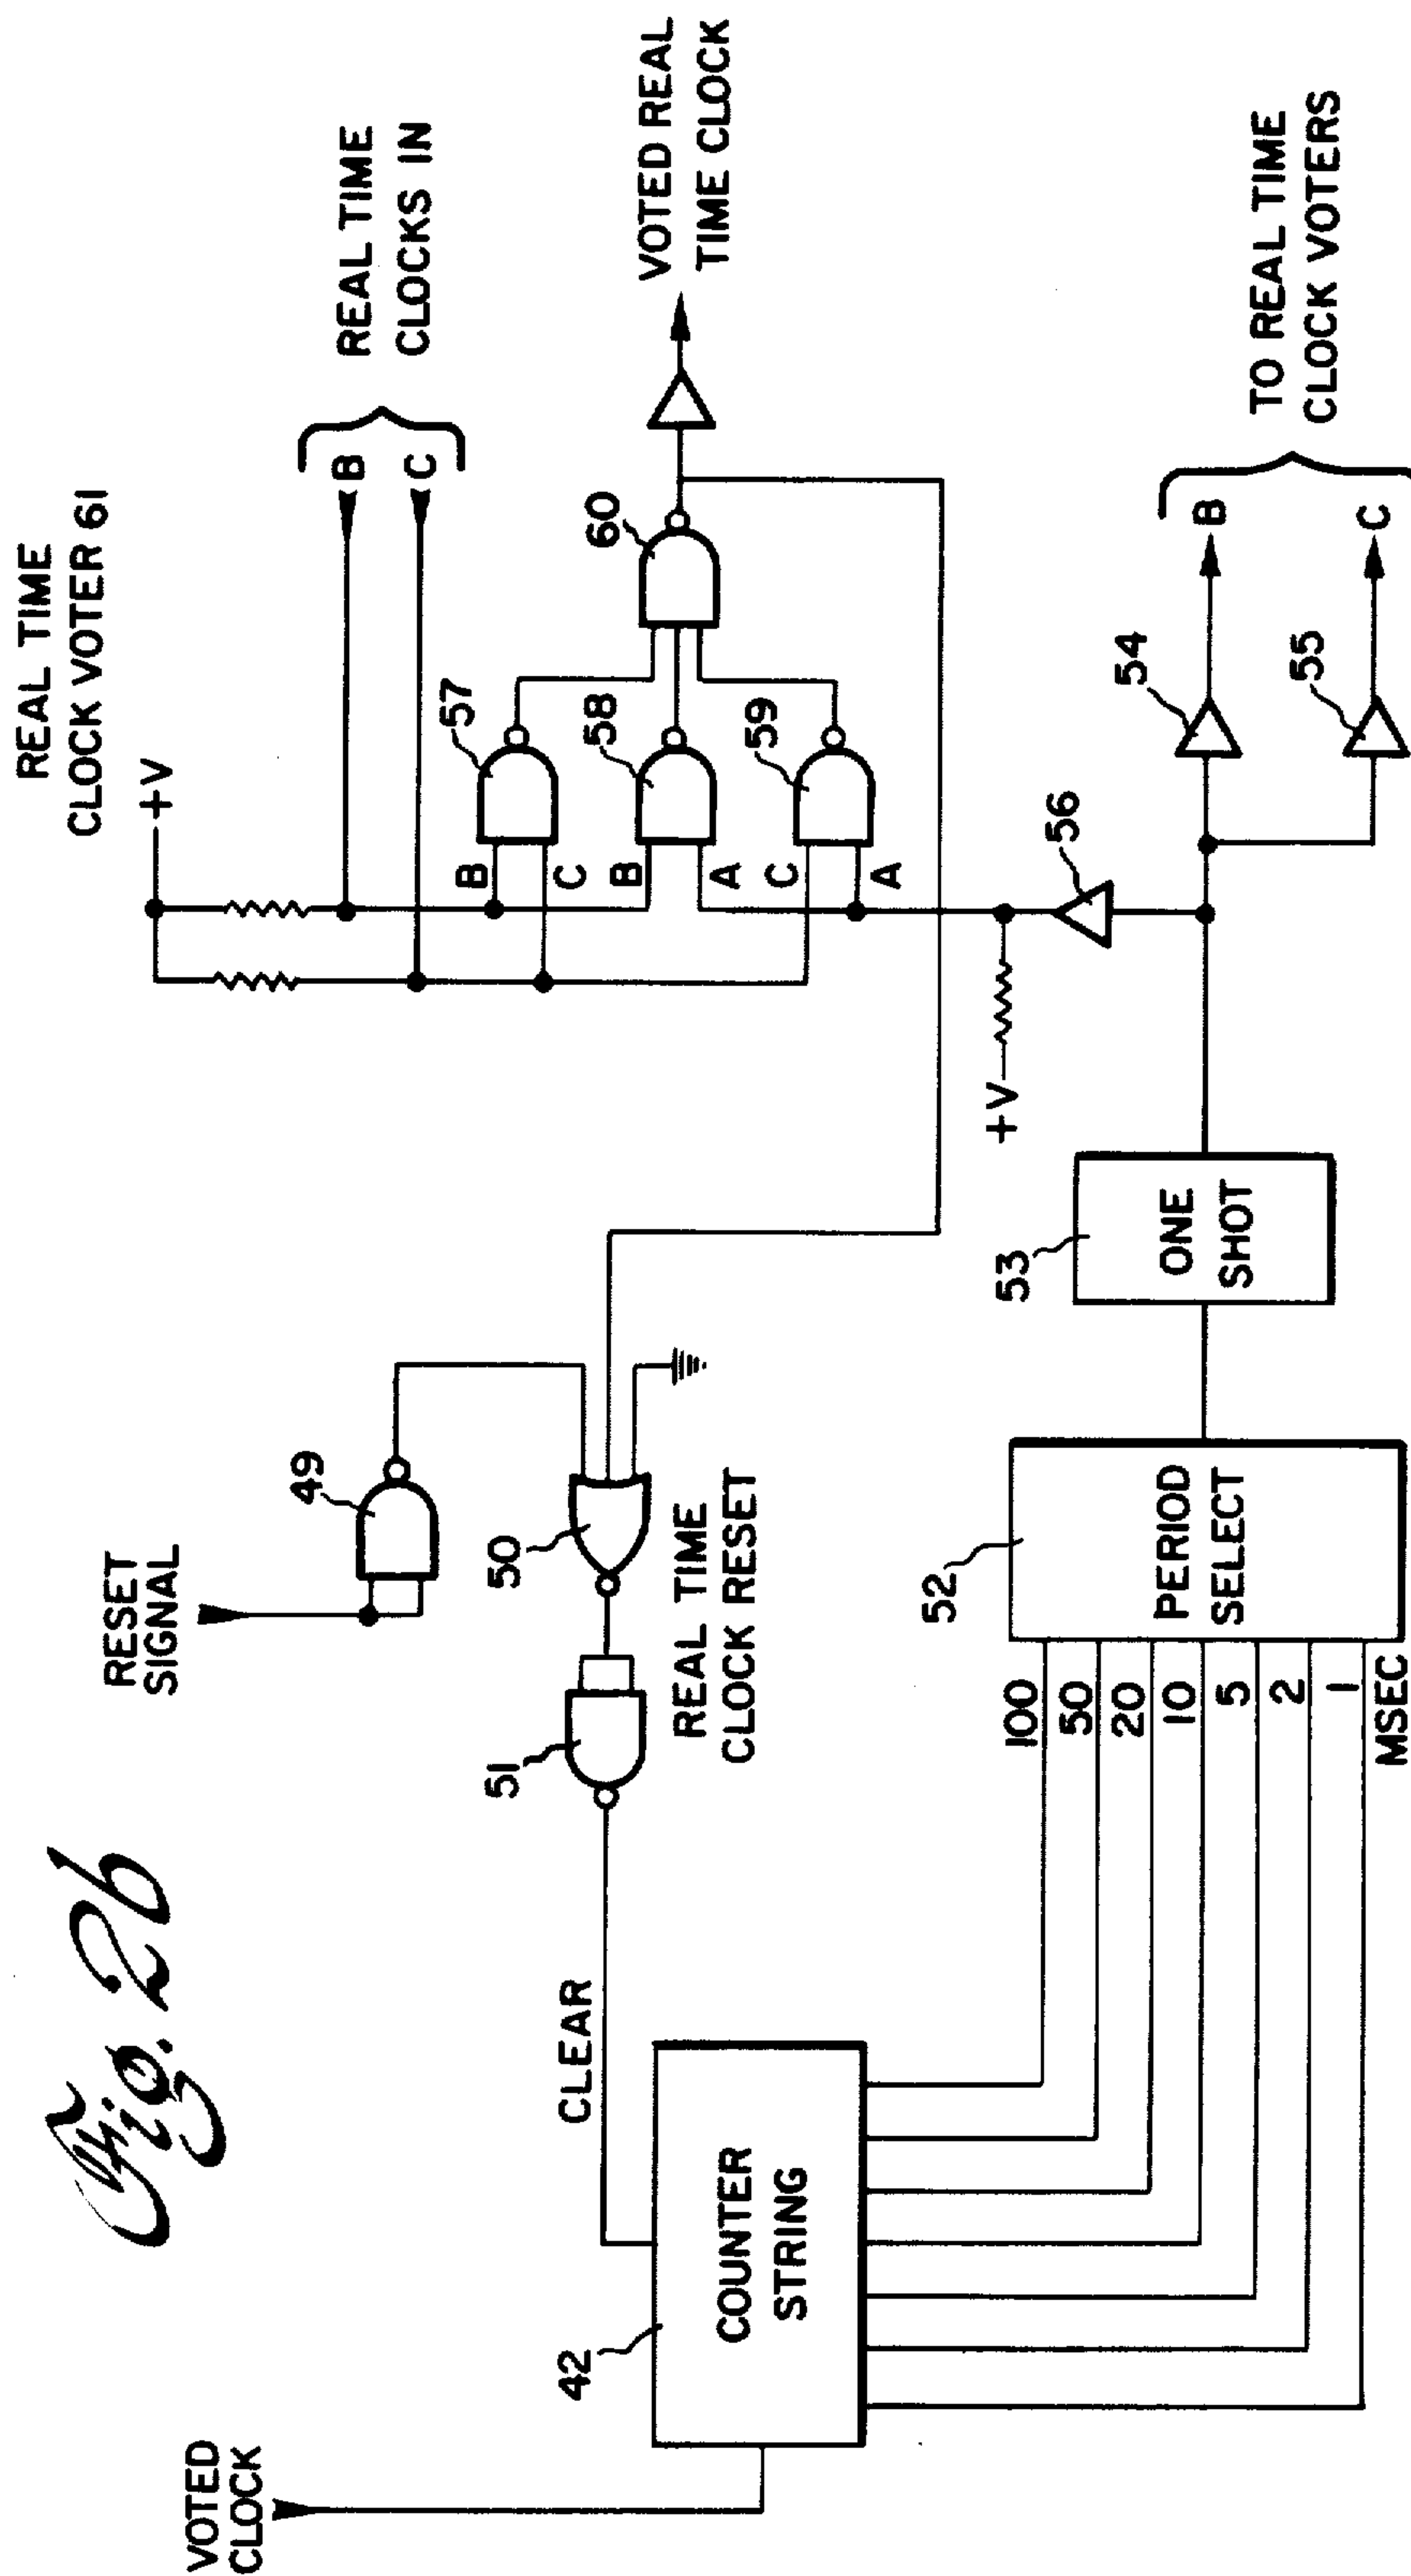 Fig. 2b
REAL TIME
CLOCK VOTER 61
+V
REAL TIME
CLOCKS IN
B
C
VOTED REAL
TIME CLOCK
57
58
59
60
B
C
B
A
C
A
RESET
SIGNAL
49
50
51
REAL TIME
CLOCK RESET
CLEAR
VOTED
CLOCK
42
COUNTER
STRING
100
50
20
10
5
2
1
MSEC
52
PERIOD
SELECT
53
ONE
SHOT
+V
56
54
55
B
C
TO REAL TIME
CLOCK VOTERS